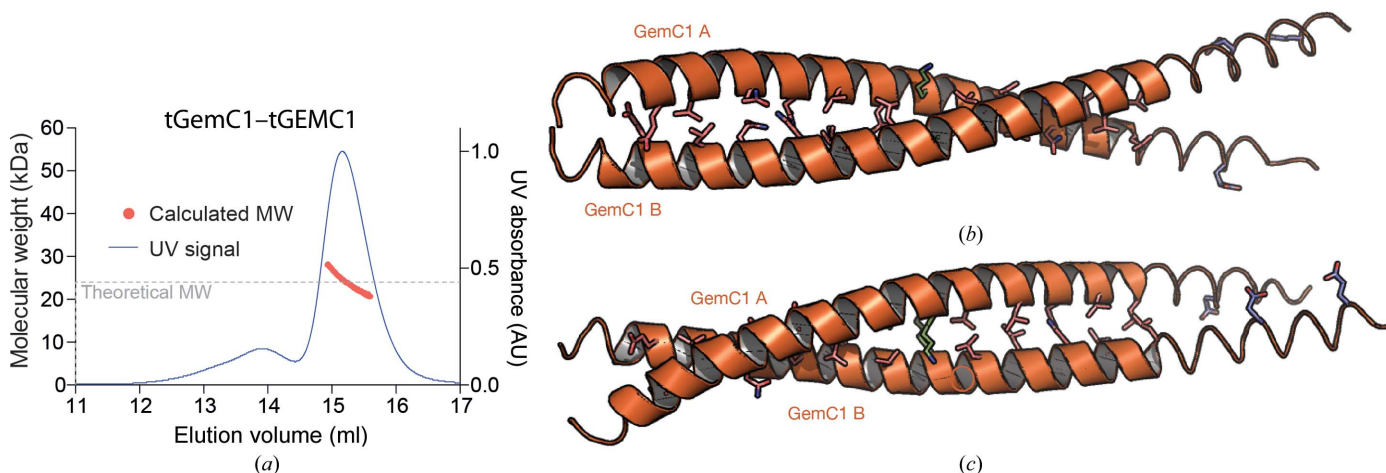 tGemC1–tGEMC1
Molecular weight (kDa)
60
50
40
30
20
10
0
Calculated MW
UV signal
Theoretical MW
1.0
0.5
0.0
UV absorbance (AU)
11 12 13 14 15 16 17
Elution volume (ml)
(a)
GemC1 A
GemC1 B
(b)
GemC1 A
GemC1 B
(c)